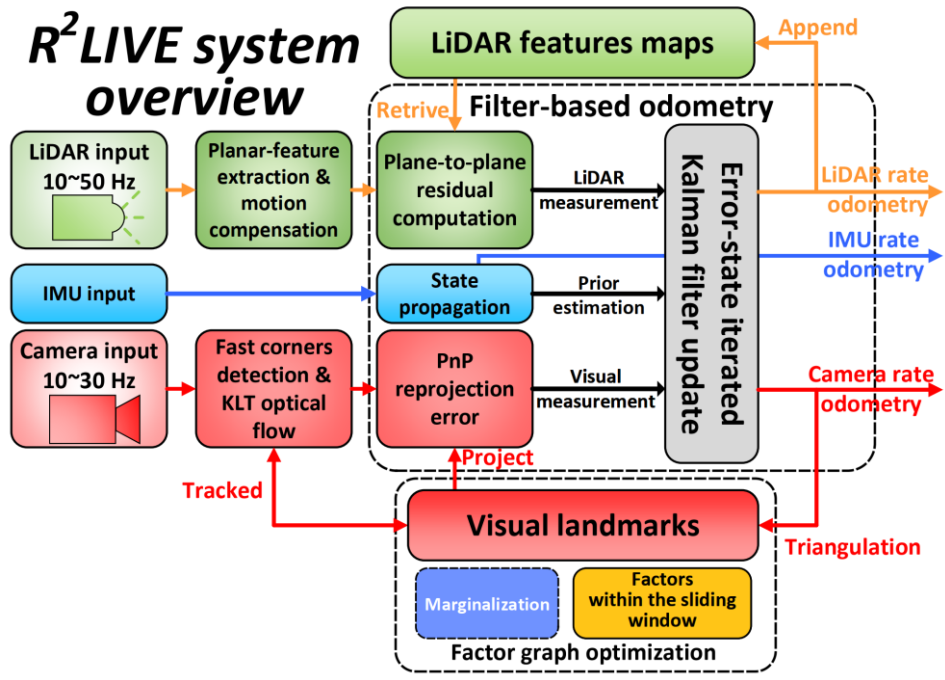 R²LIVE system
overview
LiDAR features maps
Append
Retrive
Filter-based odometry
LiDAR input
10~50 Hz
Planar-feature
extraction &
motion
compensation
Plane-to-plane
residual
computation
LiDAR
measurement
Error-state iterated
Kalman filter update
LiDAR rate
odometry
IMU rate
odometry
IMU input
State
propagation
Prior
estimation
Camera input
10~30 Hz
Fast corners
detection &
KLT optical
flow
PnP
reprojection
error
Visual
measurement
Camera rate
odometry
Project
Tracked
Visual landmarks
Triangulation
Marginalization
Factors
within the sliding
window
Factor graph optimization